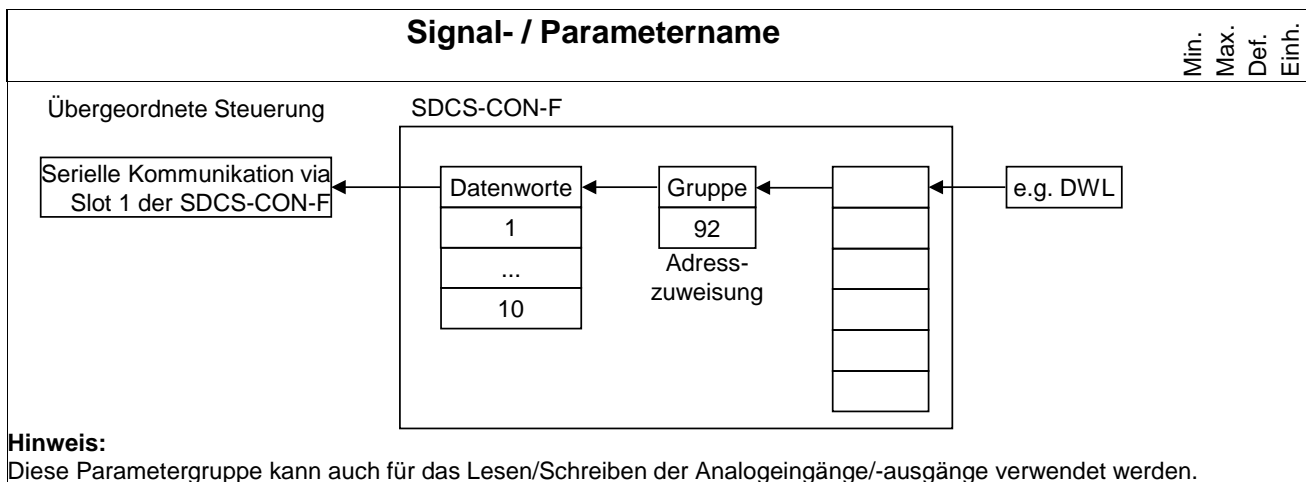 Signal- / Parametername
Min.
Max.
Def.
Einh.
Übergeordnete Steuerung
SDCS-CON-F
Serielle Kommunikation via
Slot 1 der SDCS-CON-F
Datenworte
1
...
10
Gruppe
92
Adress-
zuweisung
e.g. DWL
Hinweis:
Diese Parametergruppe kann auch für das Lesen/Schreiben der Analogeingänge/-ausgänge verwendet werden.